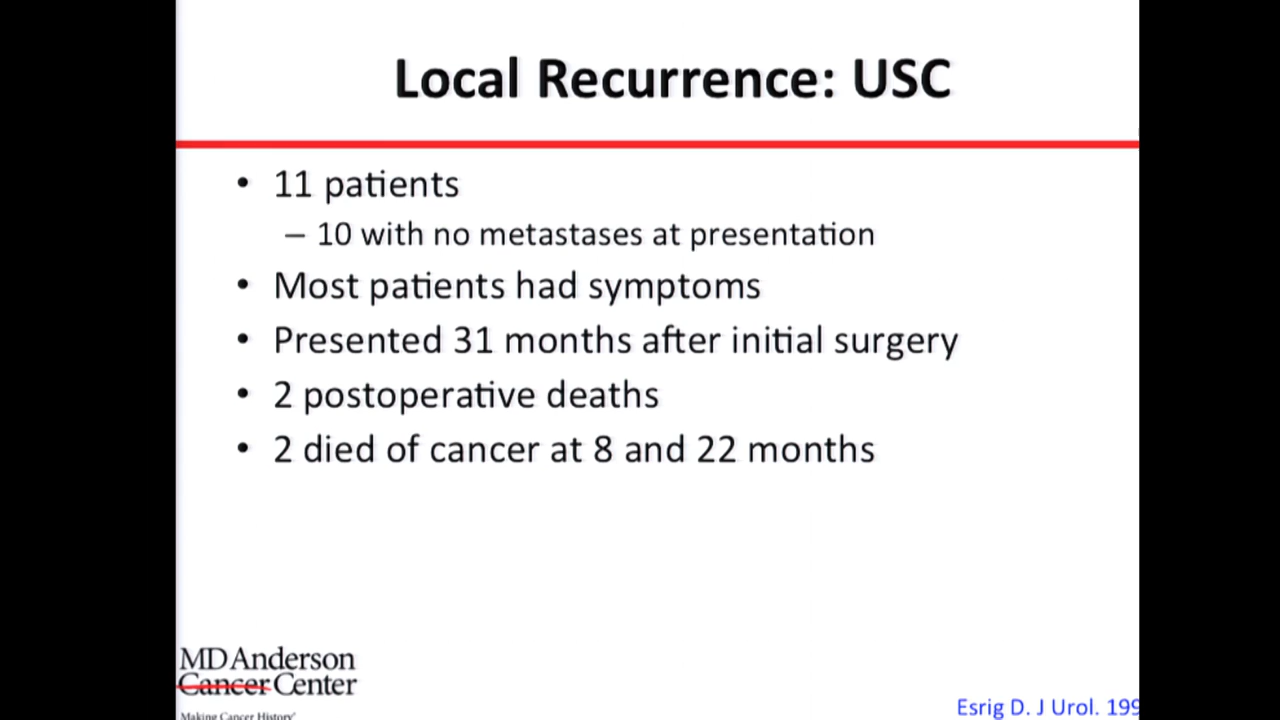 Local Recurrence: USC
• 11 patients
– 10 with no metastases at presentation
• Most patients had symptoms
• Presented 31 months after initial surgery
• 2 postoperative deaths
• 2 died of cancer at 8 and 22 months
MD Anderson
Cancer Center
Making Cancer History®
Esrig D. J Urol. 199